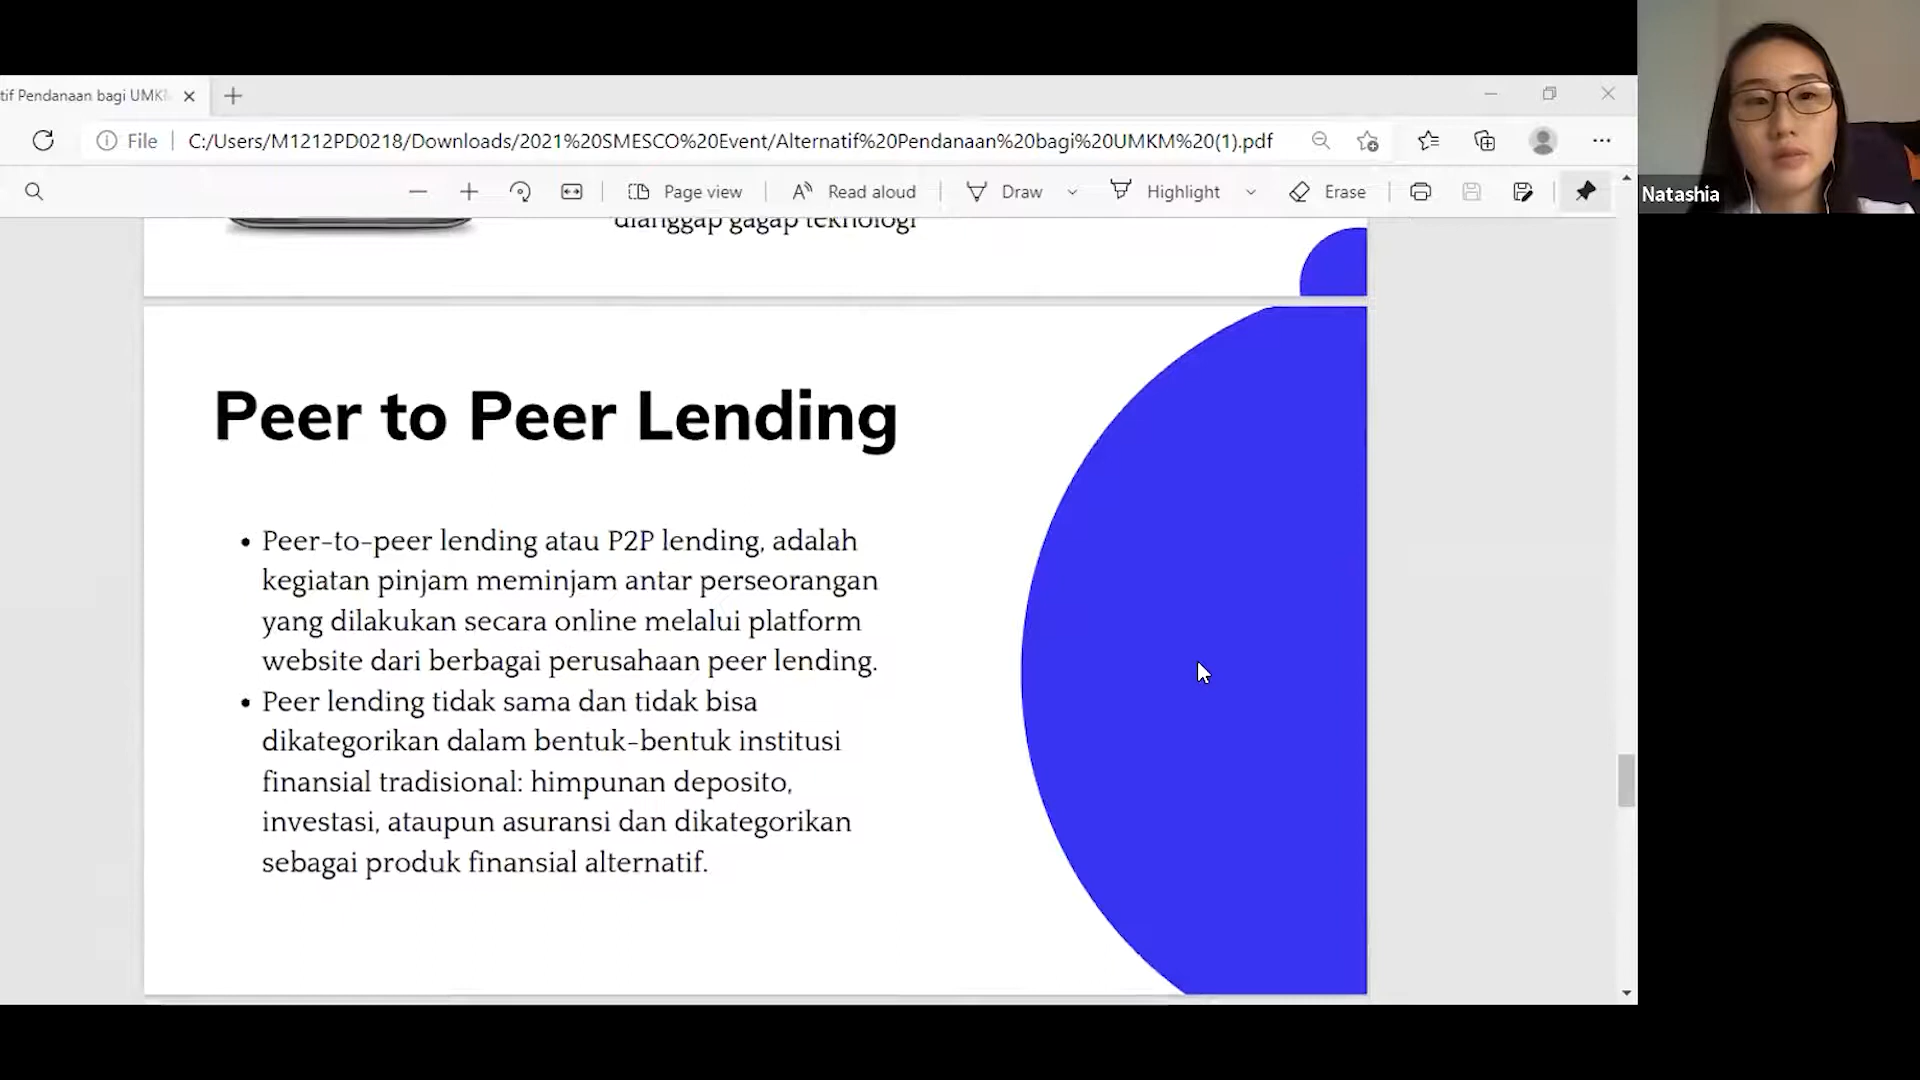 tif Pendanaan bagi UMK
File
C:/Users/M1212PD0218/Downloads/2021%20SMESCO%20Event/Alternatif%20Pendanaan%20bagi%20UMKM%20(1).pdf
Page view
Read aloud
Draw
Highlight
Erase
Natashia
dianggap gagap teknologi
Peer to Peer Lending
• Peer-to-peer lending atau P2P lending, adalah
kegiatan pinjam meminjam antar perseorangan
yang dilakukan secara online melalui platform
website dari berbagai perusahaan peer lending.
• Peer lending tidak sama dan tidak bisa
dikategorikan dalam bentuk-bentuk institusi
finansial tradisional: himpunan deposito,
investasi, ataupun asuransi dan dikategorikan
sebagai produk finansial alternatif.